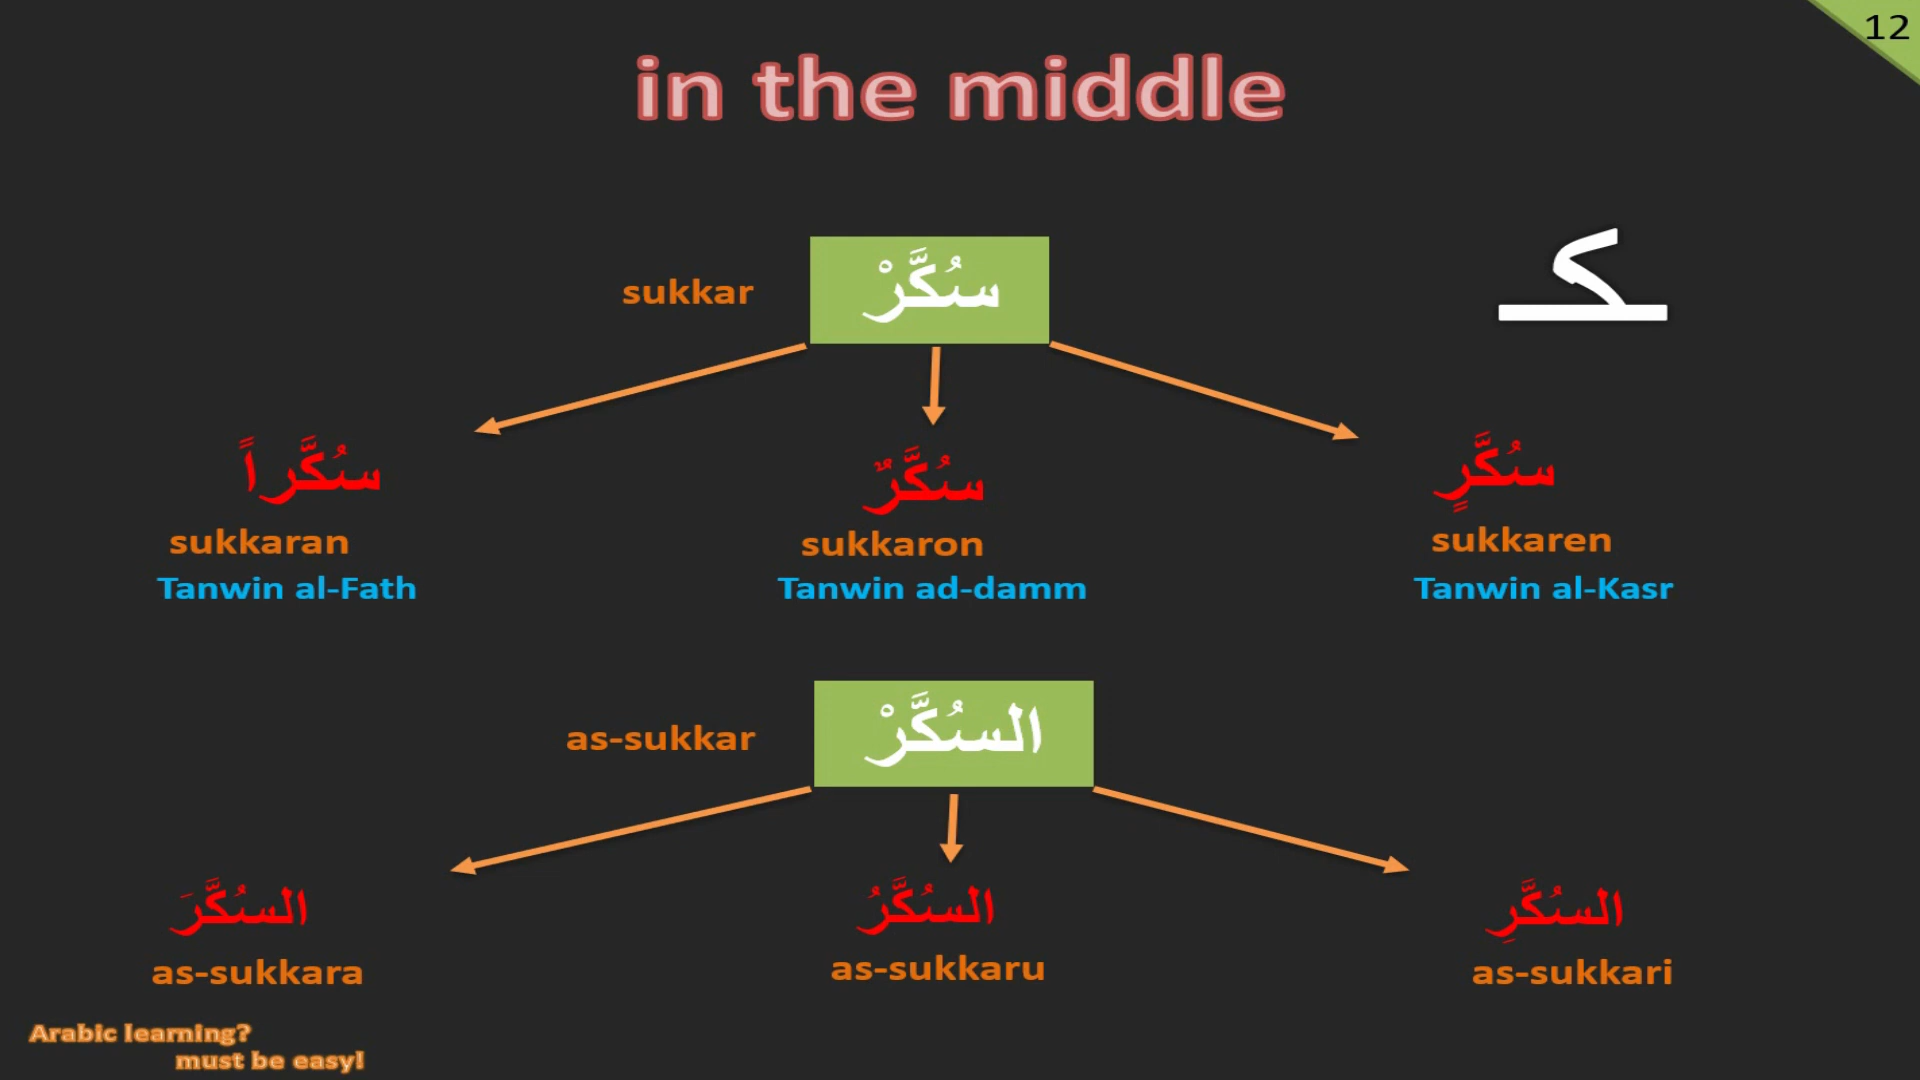 12
in the middle
sukkar
سُكَّرْ
ـكـ
سُكَّراً
سُكَّرٌ
سُكَّرٍ
sukkaran
sukkaron
sukkaren
Tanwin al-Fath
Tanwin ad-damm
Tanwin al-Kasr
as-sukkar
السُكَّرْ
السُكَّرَ
السُكَّرُ
السُكَّرِ
as-sukkara
as-sukkaru
as-sukkari
Arabic learning?
must be easy!